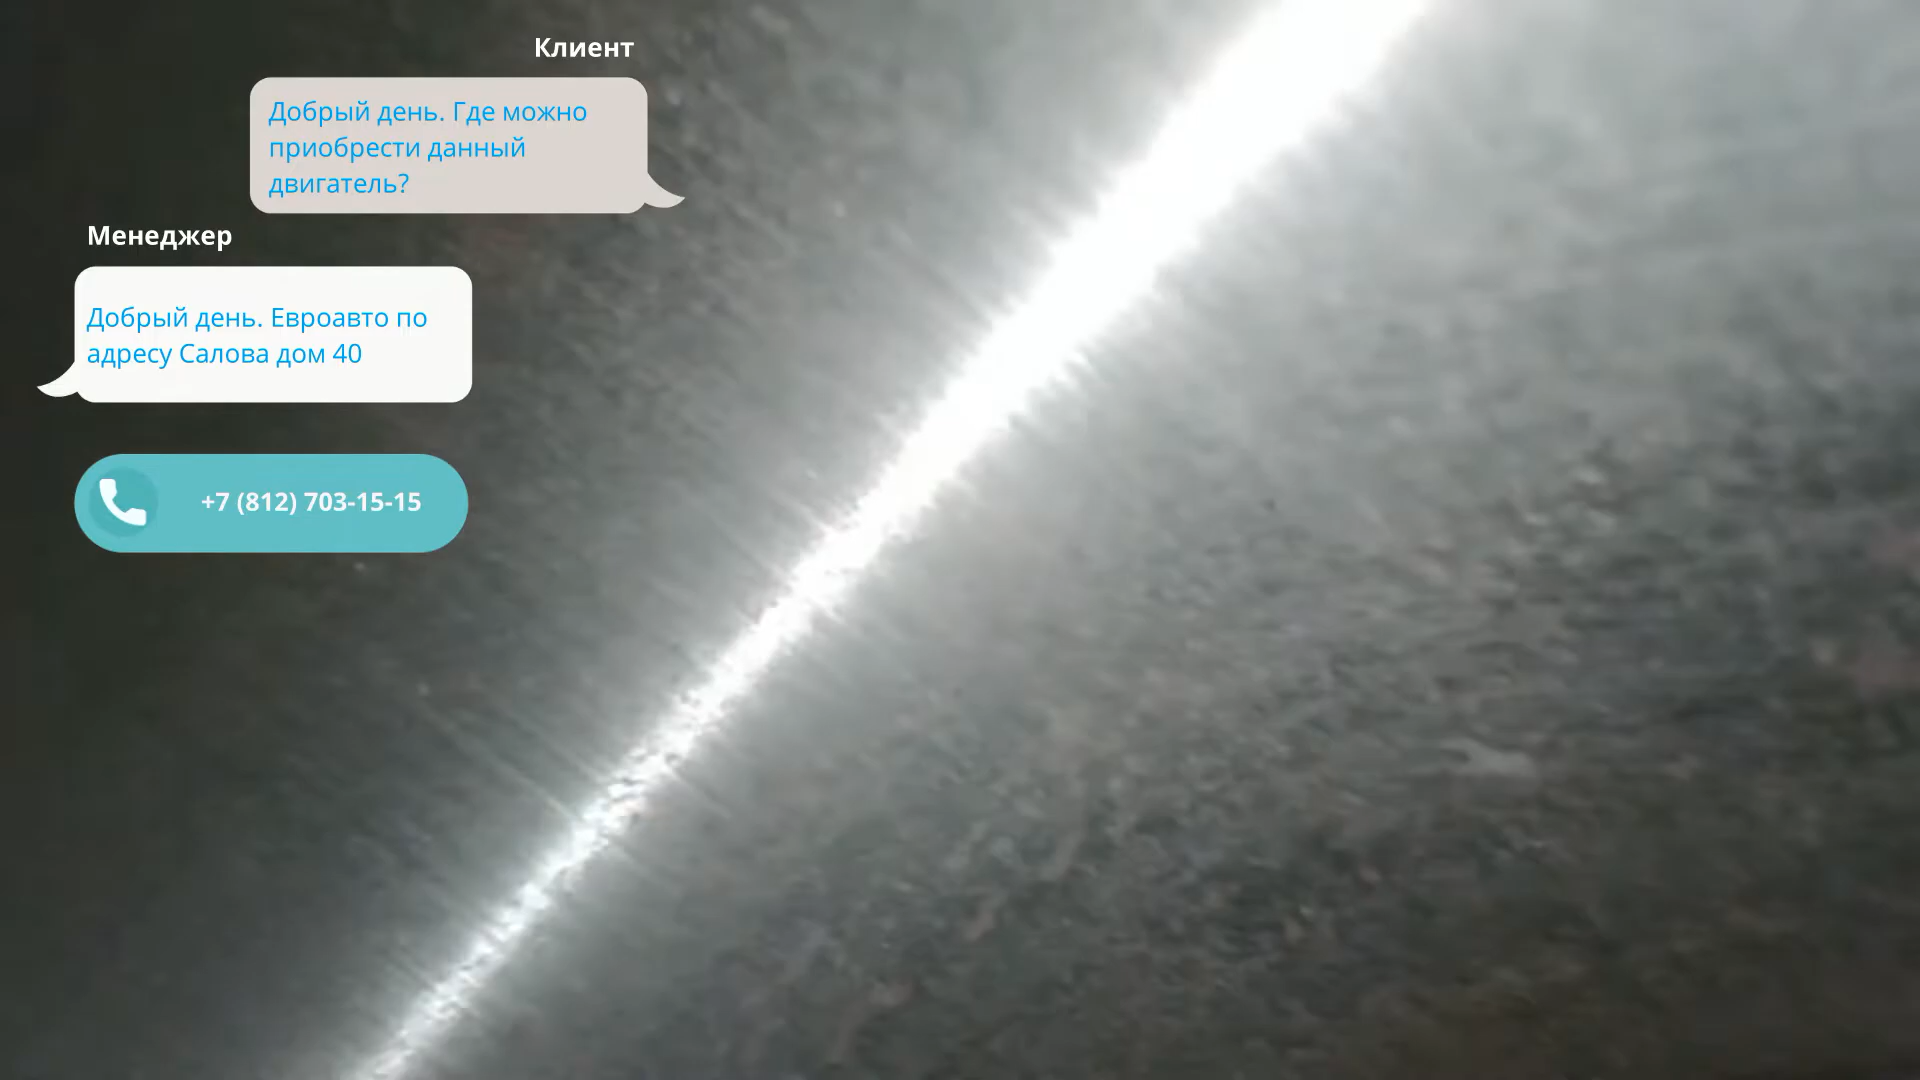 Клиент
Добрый день. Где можно
приобрести данный
двигатель?
Менеджер
Добрый день. Евроавто по
адресу Салова дом 40
+7 (812) 703-15-15